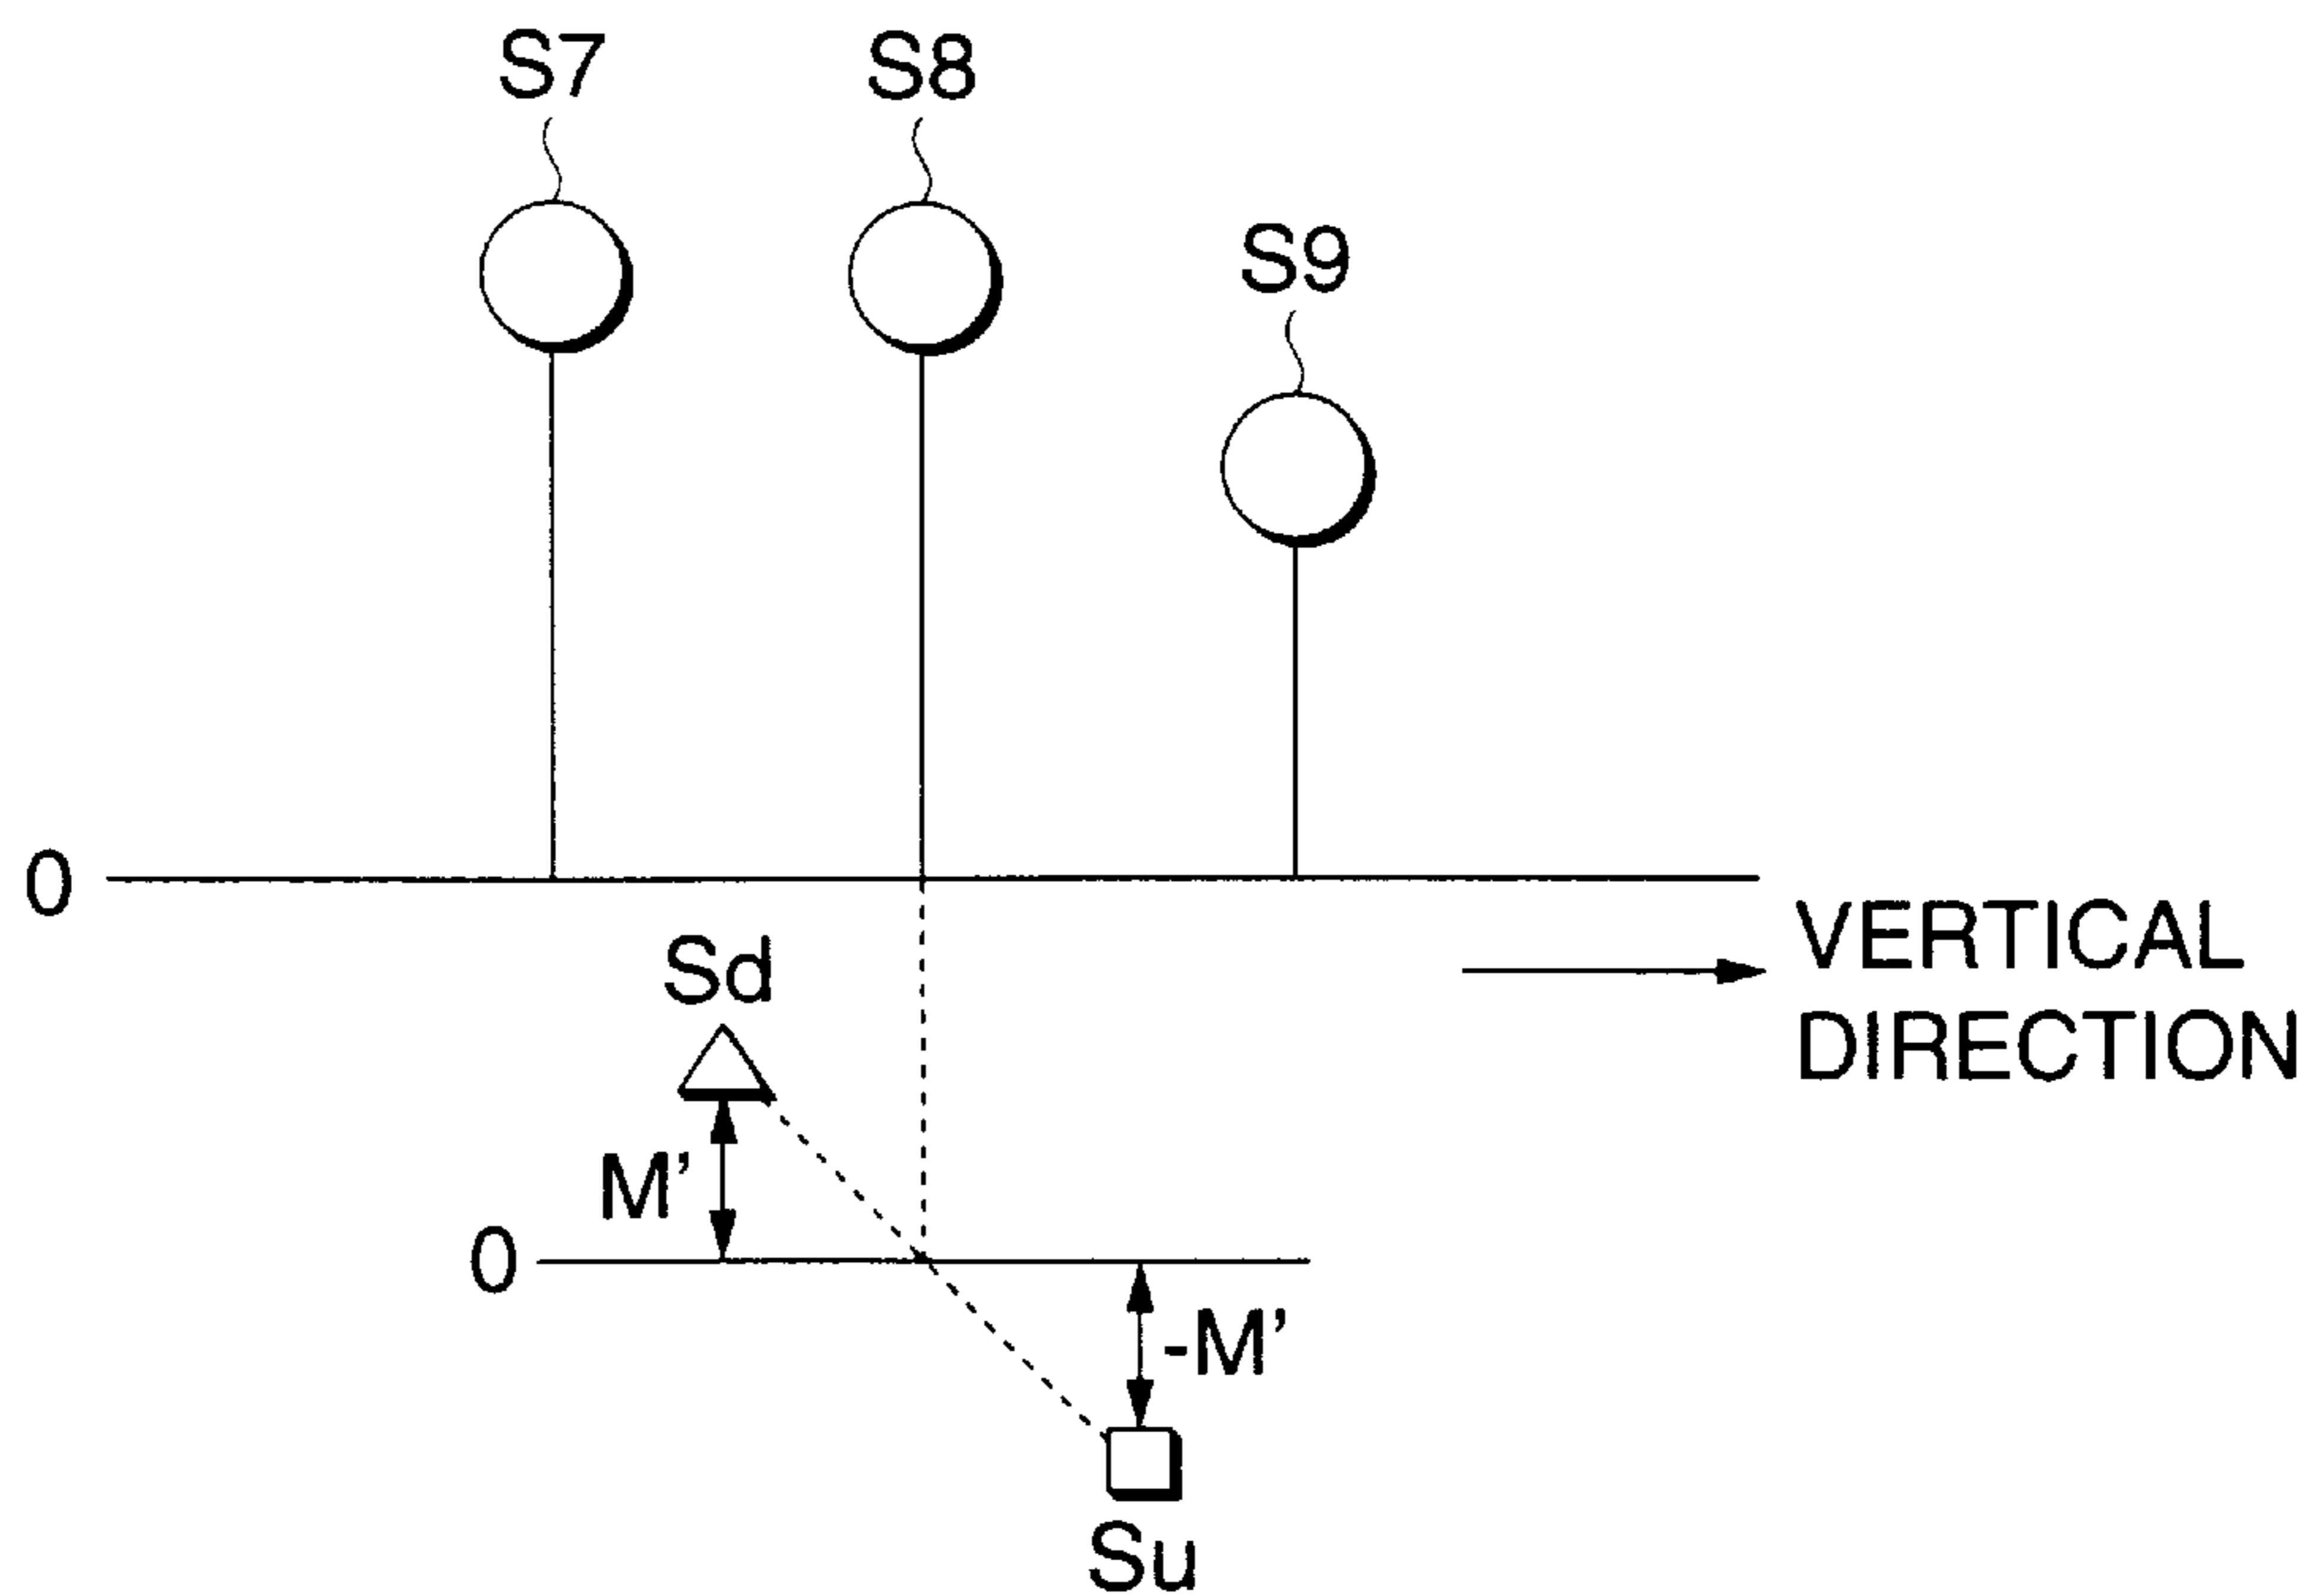 S7
S8
S9
0
VERTICAL
DIRECTION
Sd
M'
0
-M'
Su